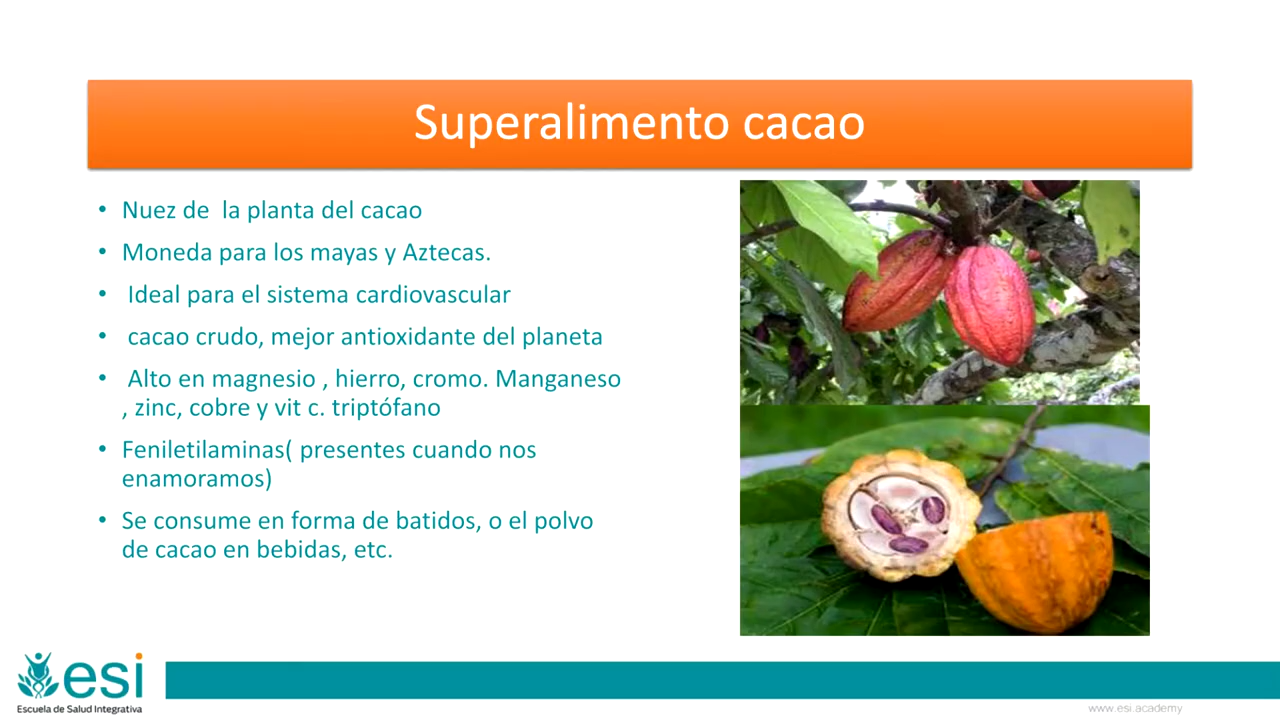 Superalimento cacao
• Nuez de  la planta del cacao
• Moneda para los mayas y Aztecas.
•  Ideal para el sistema cardiovascular
•  cacao crudo, mejor antioxidante del planeta
•  Alto en magnesio , hierro, cromo. Manganeso
, zinc, cobre y vit c. triptófano
• Feniletilaminas( presentes cuando nos
enamoramos)
• Se consume en forma de batidos, o el polvo
de cacao en bebidas, etc.
esi
Escuela de Salud Integrativa
www.esi.academy